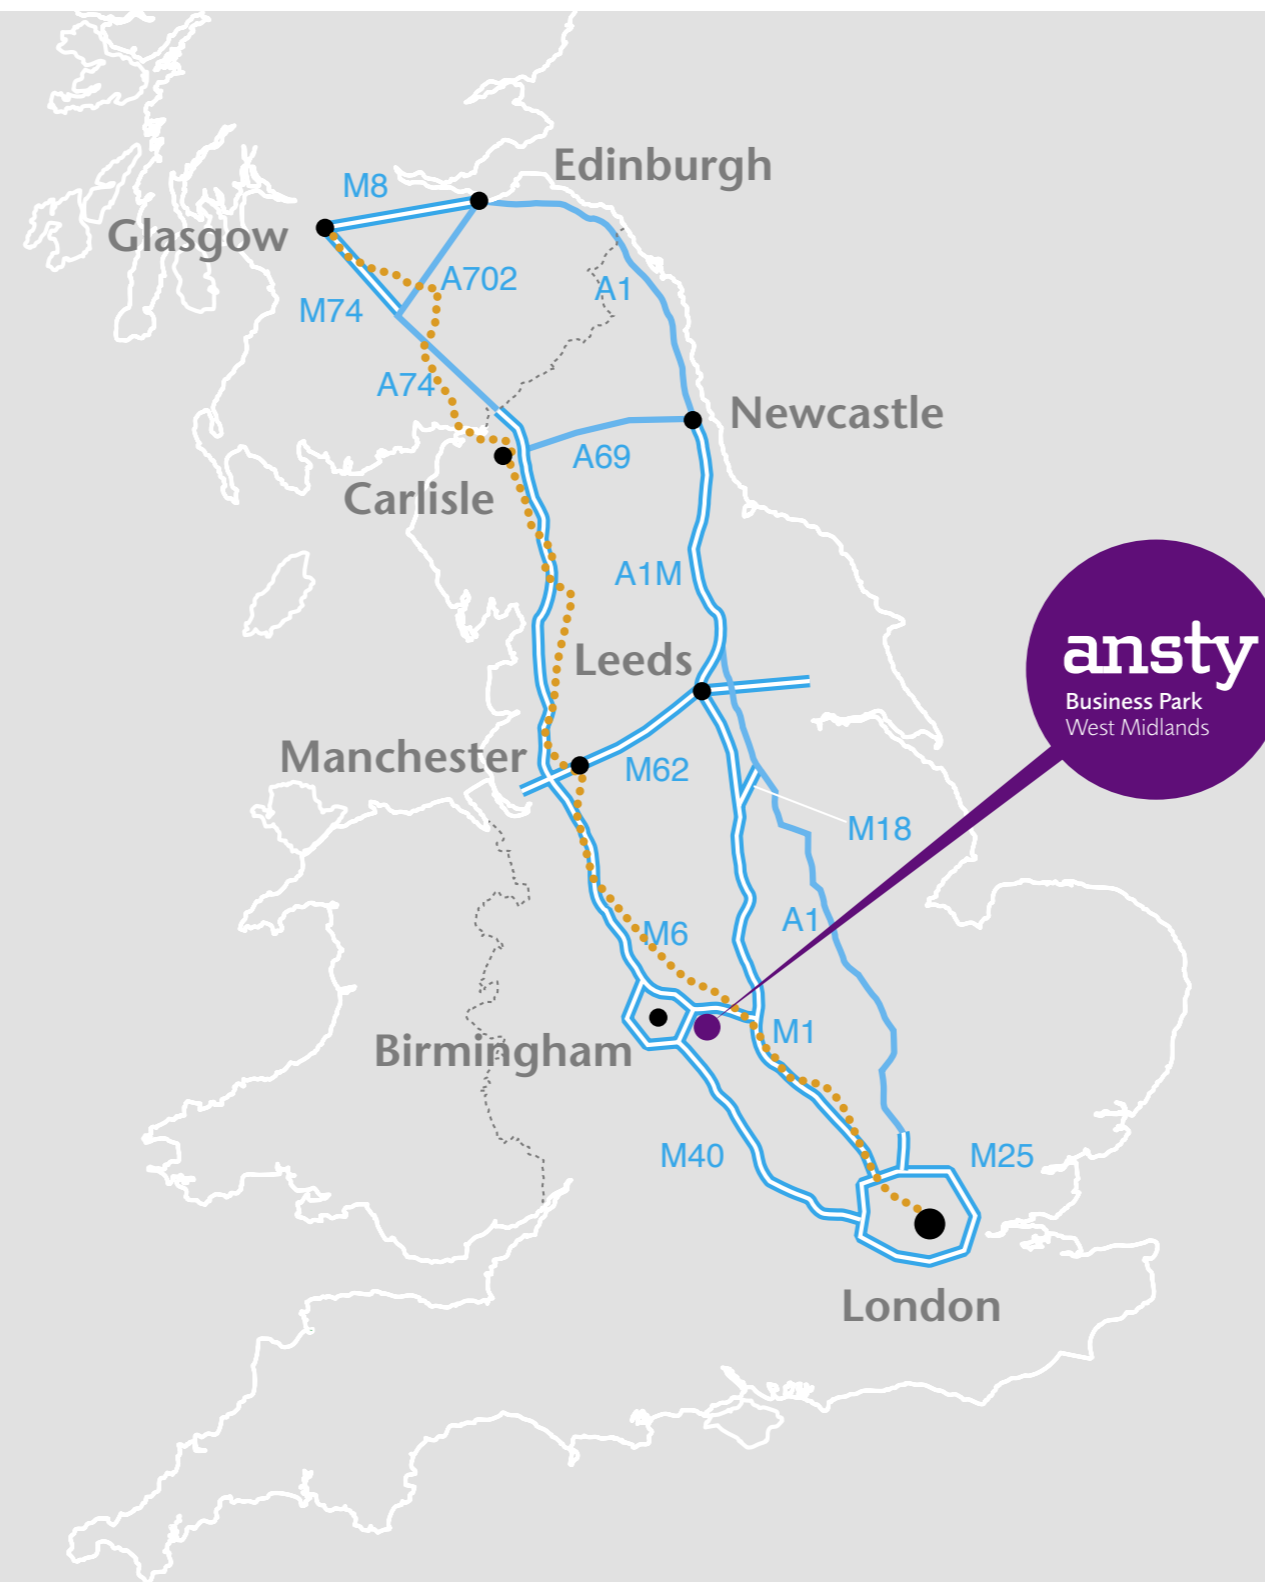 Edinburgh
M8
Glasgow
A702
A1
M74
A74
Newcastle
A69
Carlisle
A1M
ansty
Leeds
Business Park
West Midlands
Manchester
M62
M18
A1
M6
M1
Birmingham
M40
M25
London